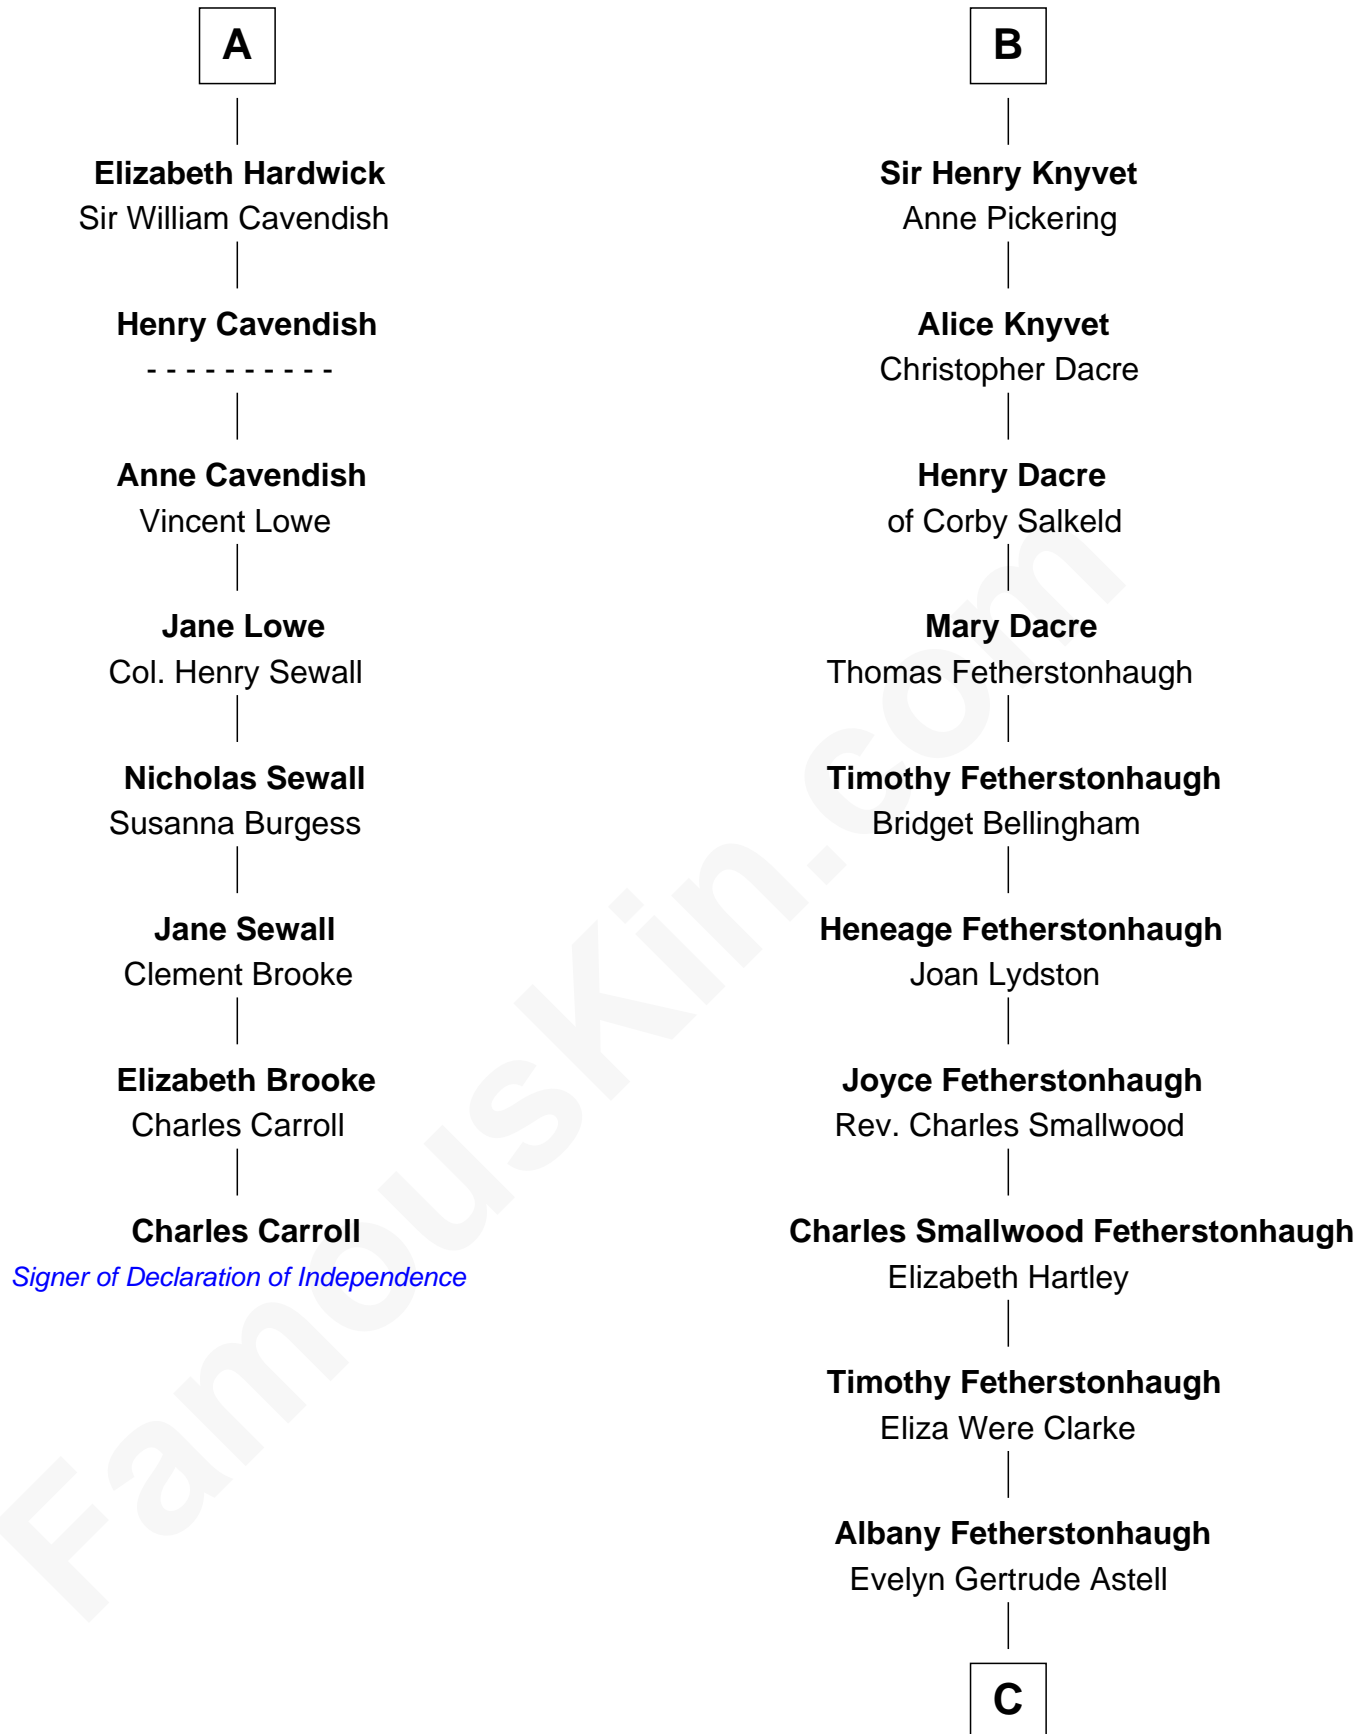 A
Elizabeth Hardwick
Sir William Cavendish
Henry Cavendish
- - - - - - - - - -
Anne Cavendish
Vincent Lowe
Jane Lowe
Col. Henry Sewall
Nicholas Sewall
Susanna Burgess
Jane Sewall
Clement Brooke
Elizabeth Brooke
Charles Carroll
Charles Carroll
Signer of Declaration of Independence
B
Sir Henry Knyvet
Anne Pickering
Alice Knyvet
Christopher Dacre
Henry Dacre
of Corby Salkeld
Mary Dacre
Thomas Fetherstonhaugh
Timothy Fetherstonhaugh
Bridget Bellingham
Heneage Fetherstonhaugh
Joan Lydston
Joyce Fetherstonhaugh
Rev. Charles Smallwood
Charles Smallwood Fetherstonhaugh
Elizabeth Hartley
Timothy Fetherstonhaugh
Eliza Were Clarke
Albany Fetherstonhaugh
Evelyn Gertrude Astell
C
FamousKin.com